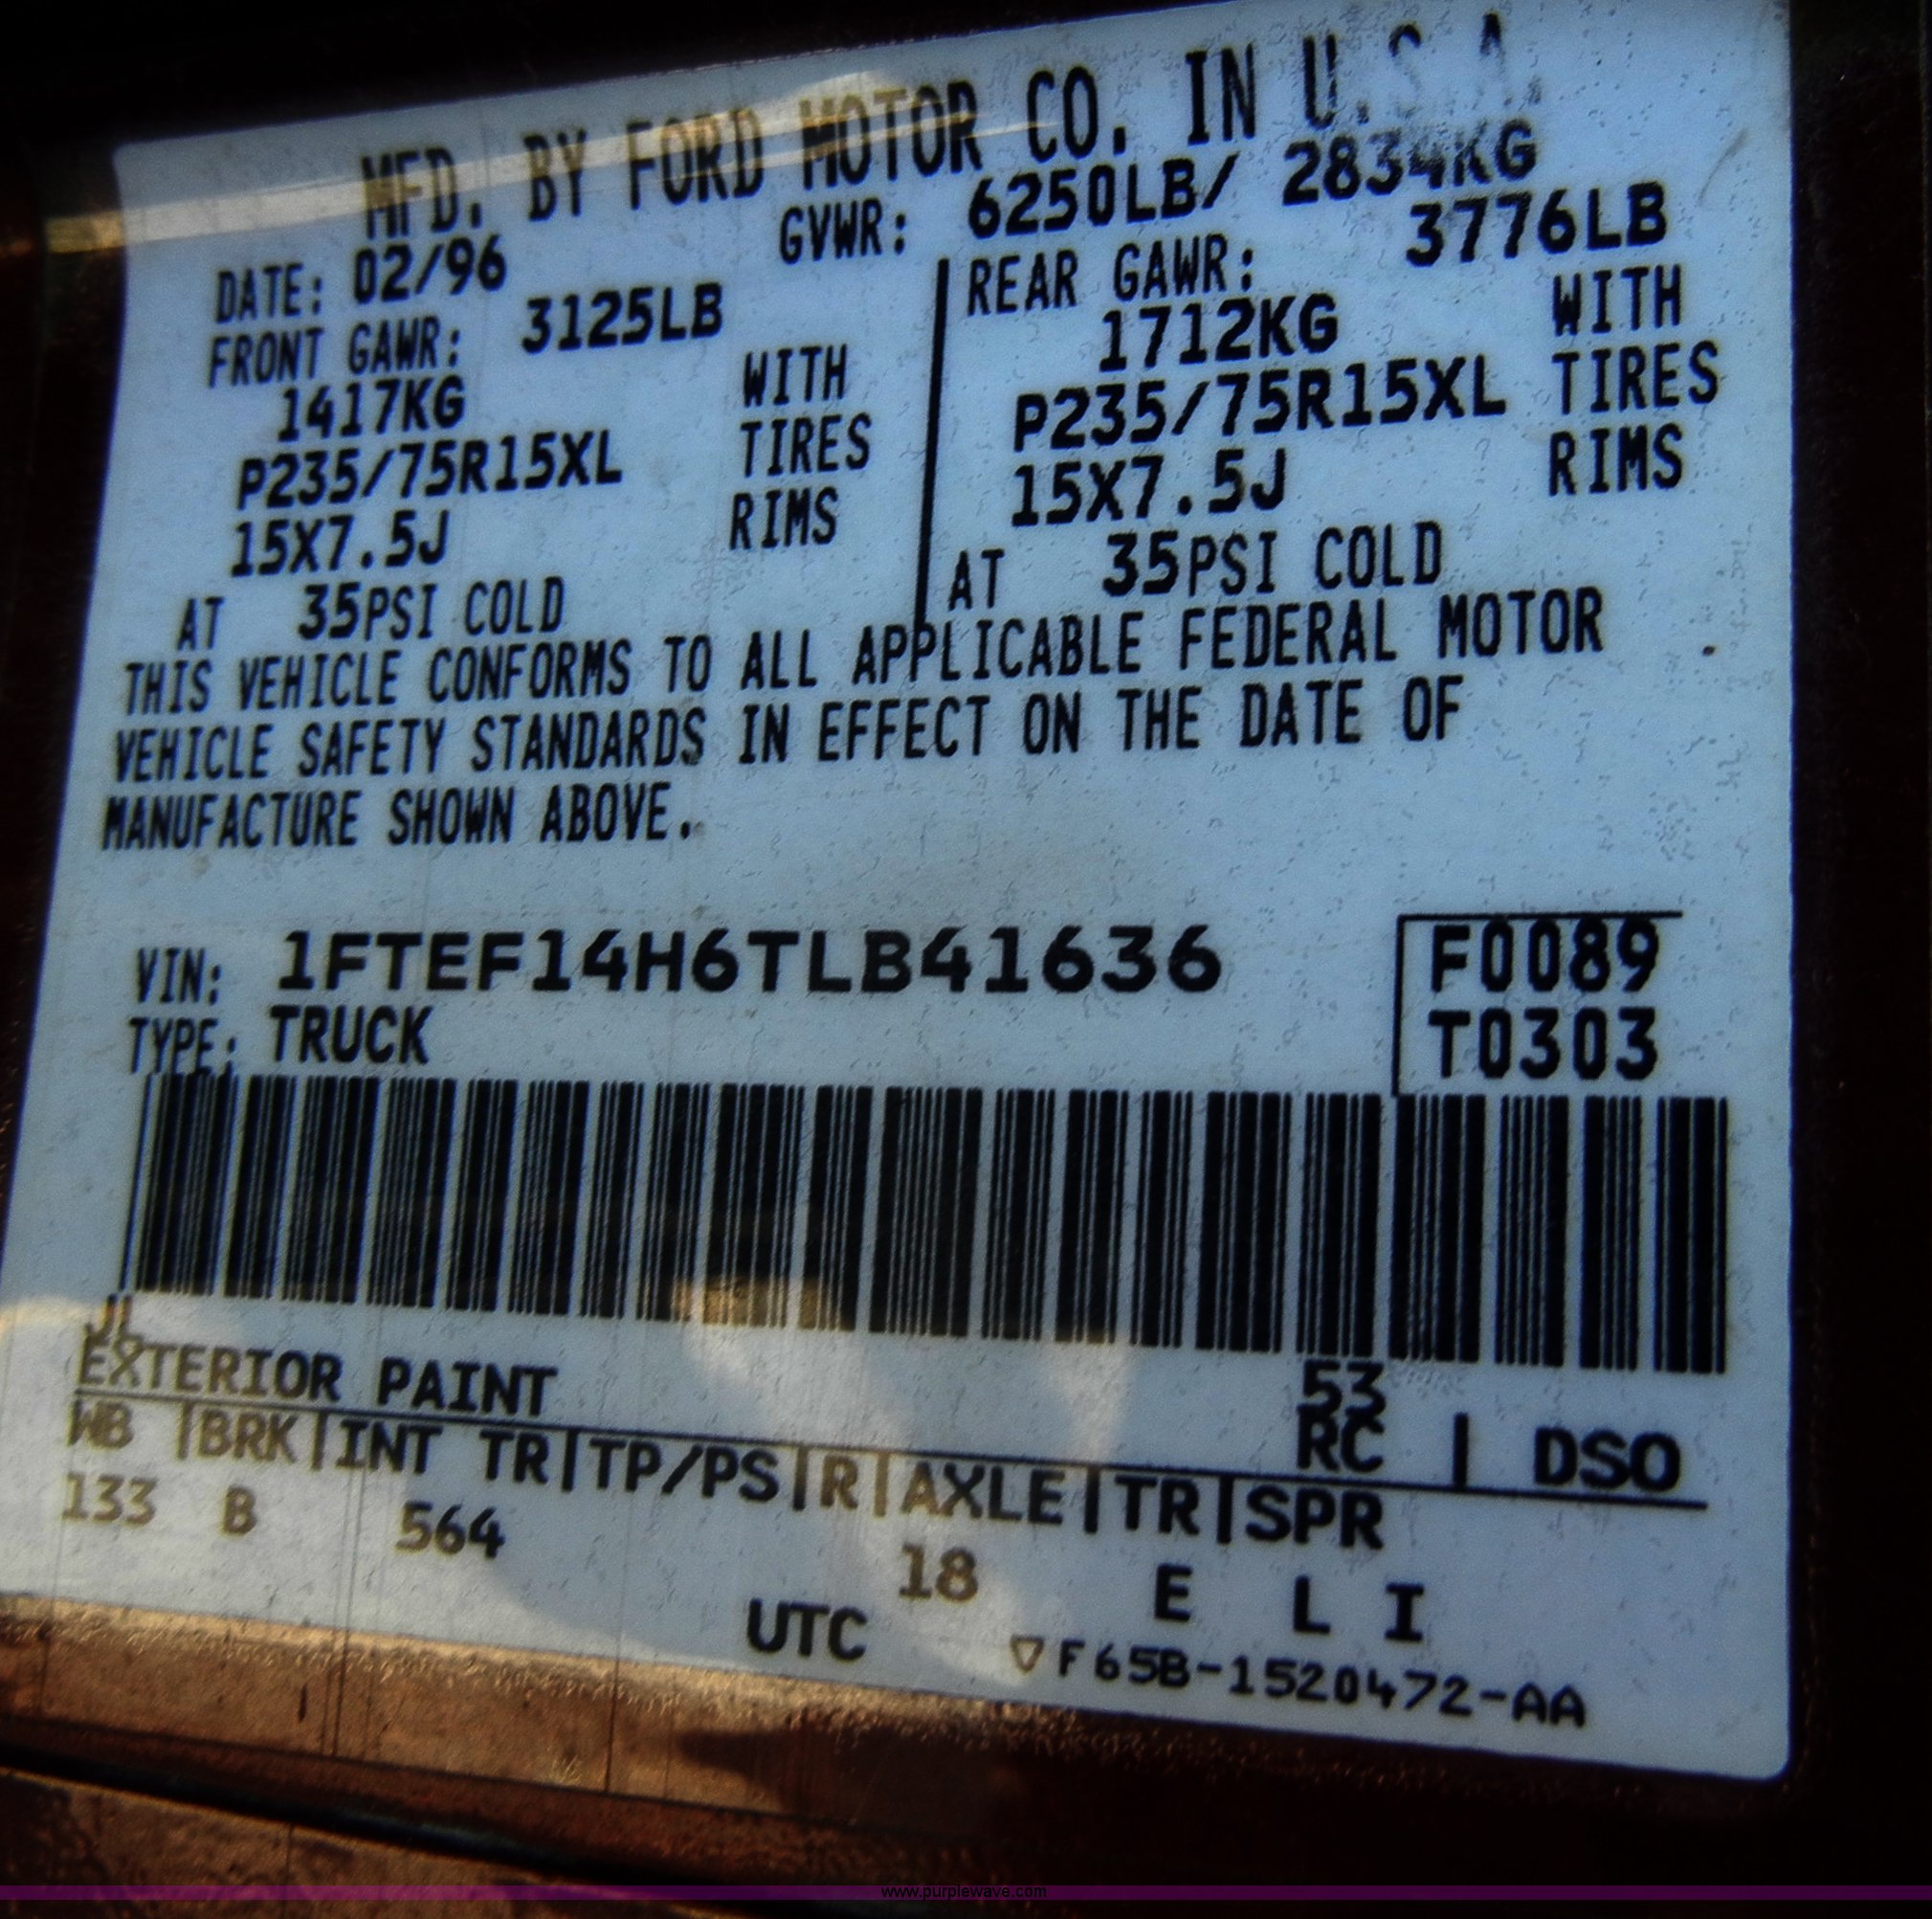 MFD. BY FORD MOTOR CO. IN U.S.A.
DATE: 02/96 GVWR: 6250LB/ 2834KG
FRONT GAWR: 3125LB
1417KG WITH
P235/75R15XL TIRES
15X7.5J RIMS
AT 35PSI COLD
REAR GAWR: 3776LB
1712KG WITH
P235/75R15XL TIRES
15X7.5J RIMS
AT 35PSI COLD
THIS VEHICLE CONFORMS TO ALL APPLICABLE FEDERAL MOTOR
VEHICLE SAFETY STANDARDS IN EFFECT ON THE DATE OF
MANUFACTURE SHOWN ABOVE.
VIN: 1FTEF14H6TLB41636
TYPE: TRUCK
F0089
T0303
JL
EXTERIOR PAINT
53
RC | DSO
WB |BRK|INT TR|TP/PS|R|AXLE|TR|SPR
133 B 564 18 E L I
UTC
▽F65B-1520472-AA
www.purplewave.com